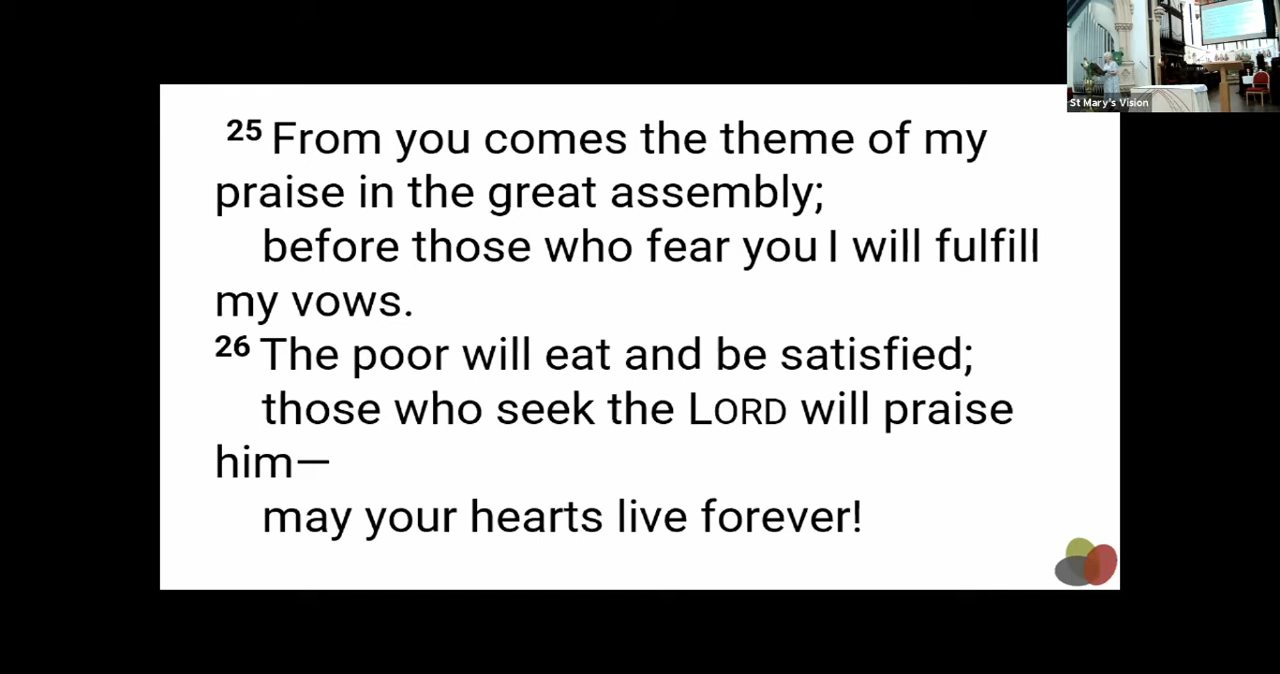 St Mary's Vision
25 From you comes the theme of my
praise in the great assembly;
before those who fear you I will fulfill
my vows.
26 The poor will eat and be satisfied;
those who seek the LORD will praise
him—
may your hearts live forever!